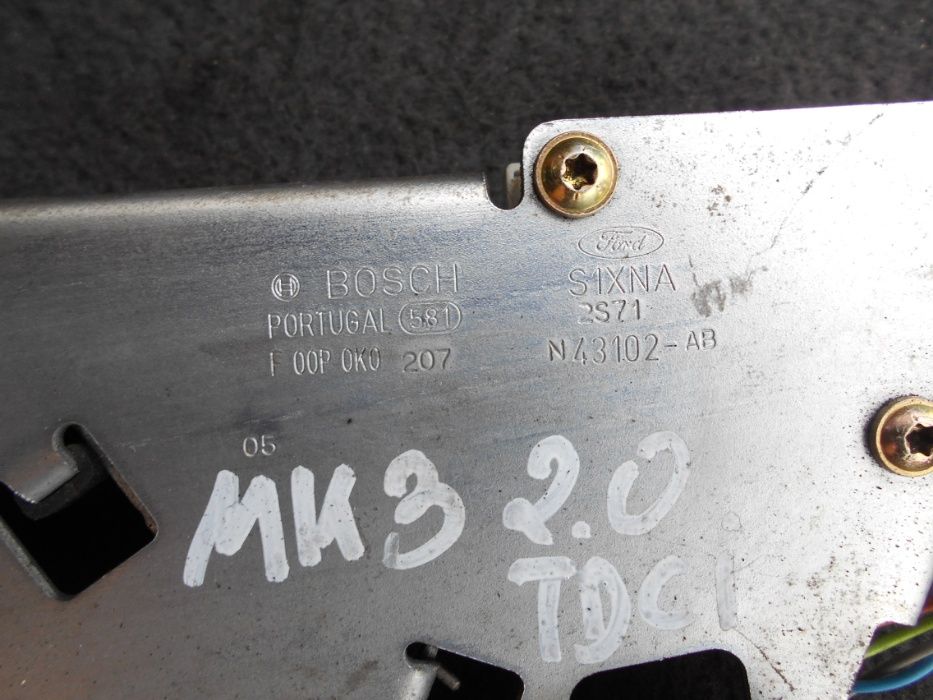 BOSCH
PORTUGAL 581
F 00P 0K0 207
Ford
S1XNA
2S71
N43102-AB
05
MK3 2.0
TDCI